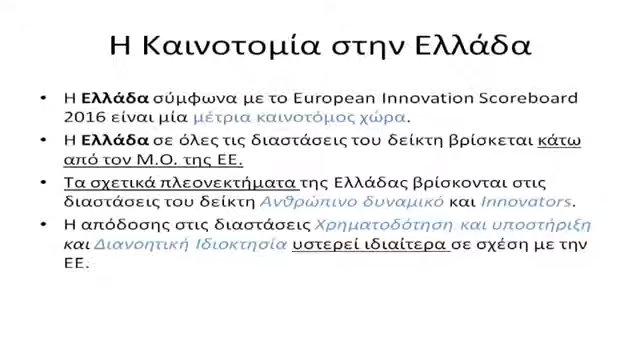 Η Καινοτομία στην Ελλάδα
• Η Ελλάδα σύμφωνα με το European Innovation Scoreboard
2016 είναι μία μέτρια καινοτόμος χώρα.
• Η Ελλάδα σε όλες τις διαστάσεις του δείκτη βρίσκεται κάτω
από τον Μ.Ο. της ΕΕ.
• Τα σχετικά πλεονεκτήματα της Ελλάδας βρίσκονται στις
διαστάσεις του δείκτη Ανθρώπινο δυναμικό και Innovators.
• Η απόδοσης στις διαστάσεις Χρηματοδότηση και υποστήριξη
και Διανοητική Ιδιοκτησία υστερεί ιδιαίτερα σε σχέση με την
ΕΕ.